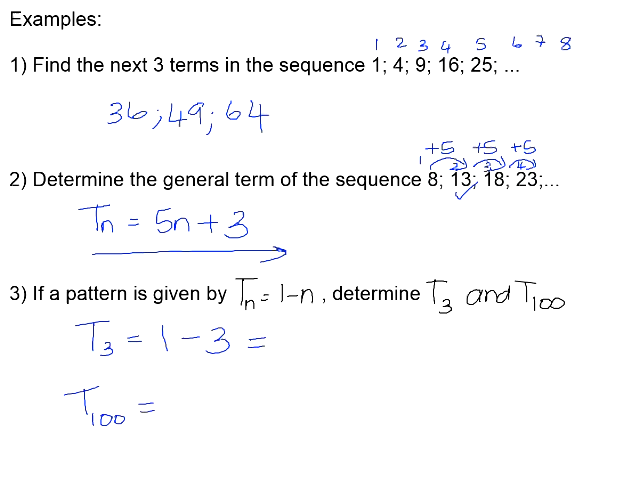 Examples:
1 2 3 4 5 6 7 8
1) Find the next 3 terms in the sequence 1; 4; 9; 16; 25; ...
36; 49; 64
+5 +5 +5
1 2 3 4
2) Determine the general term of the sequence 8; 13; 18; 23;...
Tn = 5n + 3
3) If a pattern is given by Tn = 1-n , determine T3 and T100
T3 = 1 - 3 =
T100 =